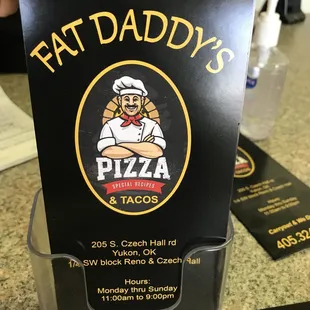 FAT DADDY'S
PIZZA
SPECIAL RECIPES
& TACOS
205 S. Czech Hall rd
Yukon, OK
1/4 SW block Reno & Czech Hall
Hours:
Monday thru Sunday
11:00am to 9:00pm
405.32